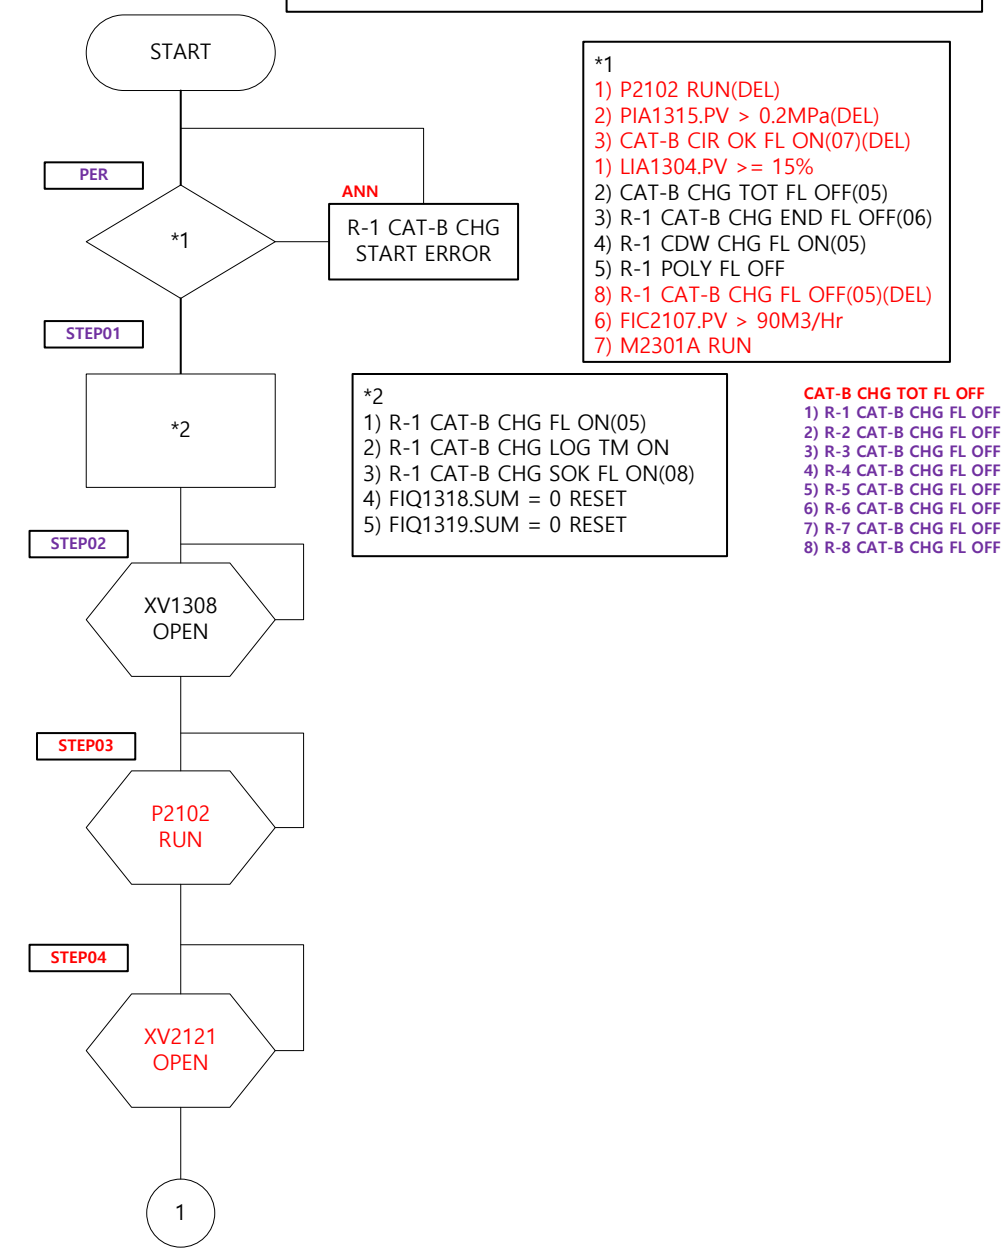 START
*1
1) P2102 RUN(DEL)
2) PIA1315.PV > 0.2MPa(DEL)
3) CAT-B CIR OK FL ON(07)(DEL)
1) LIA1304.PV >= 15%
2) CAT-B CHG TOT FL OFF(05)
3) R-1 CAT-B CHG END FL OFF(06)
4) R-1 CDW CHG FL ON(05)
5) R-1 POLY FL OFF
8) R-1 CAT-B CHG FL OFF(05)(DEL)
6) FIC2107.PV > 90M3/Hr
7) M2301A RUN
PER
*1
ANN
R-1 CAT-B CHG
START ERROR
STEP01
*2
*2
1) R-1 CAT-B CHG FL ON(05)
2) R-1 CAT-B CHG LOG TM ON
3) R-1 CAT-B CHG SOK FL ON(08)
4) FIQ1318.SUM = 0 RESET
5) FIQ1319.SUM = 0 RESET
CAT-B CHG TOT FL OFF
1) R-1 CAT-B CHG FL OFF
2) R-2 CAT-B CHG FL OFF
3) R-3 CAT-B CHG FL OFF
4) R-4 CAT-B CHG FL OFF
5) R-5 CAT-B CHG FL OFF
6) R-6 CAT-B CHG FL OFF
7) R-7 CAT-B CHG FL OFF
8) R-8 CAT-B CHG FL OFF
STEP02
XV1308
OPEN
STEP03
P2102
RUN
STEP04
XV2121
OPEN
1